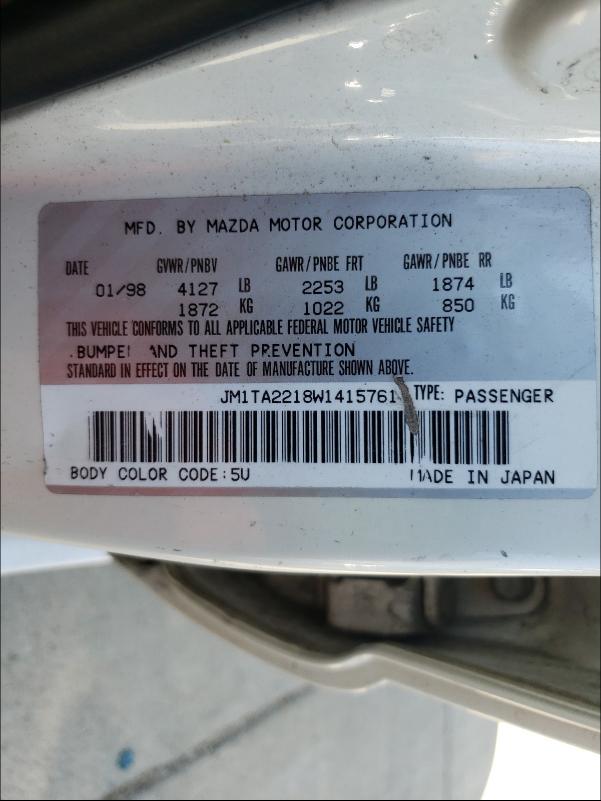 MFD. BY MAZDA MOTOR CORPORATION
DATE GVWR/PNBV GAWR/PNBE FRT GAWR/PNBE RR
01/98 4127 LB 2253 LB 1874 LB
1872 KG 1022 KG 850 KG
THIS VEHICLE CONFORMS TO ALL APPLICABLE FEDERAL MOTOR VEHICLE SAFETY
BUMPER AND THEFT PREVENTION
STANDARD IN EFFECT ON THE DATE OF MANUFACTURE SHOWN ABOVE.
JM1TA2218W1415761 TYPE: PASSENGER
BODY COLOR CODE:5U MADE IN JAPAN